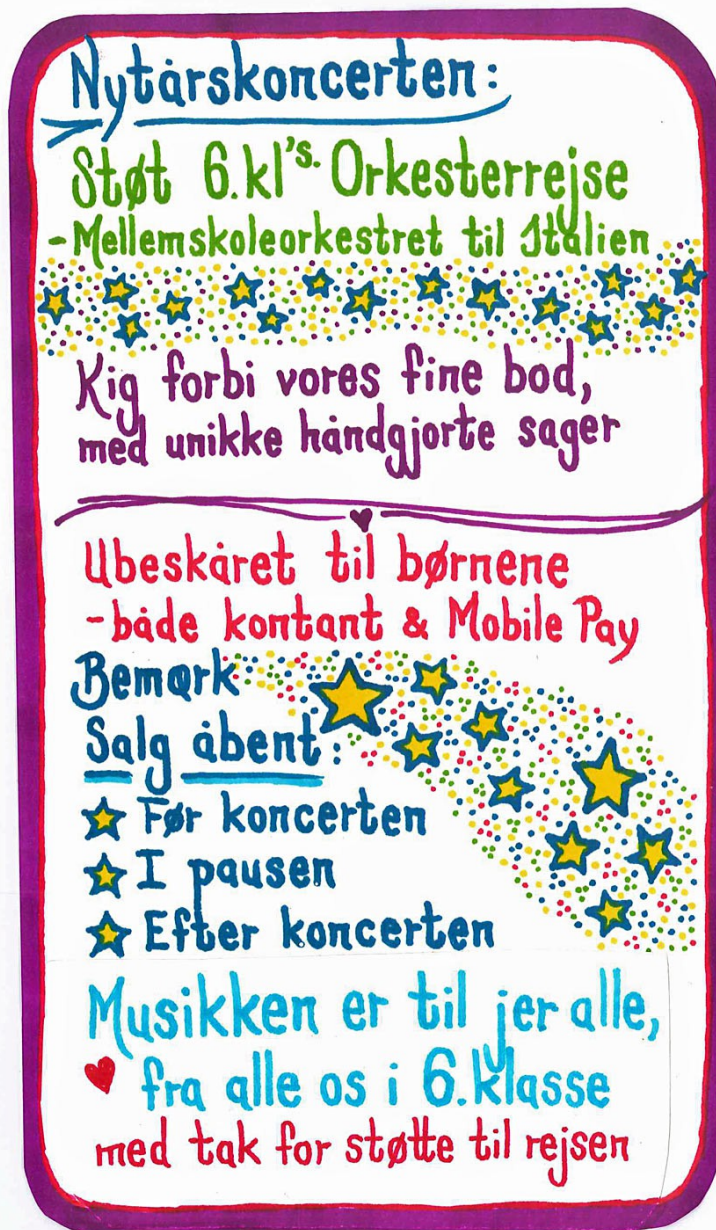 Nytårskoncerten:
Støt 6.kl's. Orkesterrejse
-Mellemskoleorkestret til Italien
Kig forbi vores fine bod,
med unikke håndgjorte sager
Ubeskåret til børnene
-både kontant & Mobile Pay
Bemærk
Salg åbent:
Før koncerten
I pausen
Efter koncerten
Musikken er til jer alle,
fra alle os i 6.klasse
med tak for støtte til rejsen